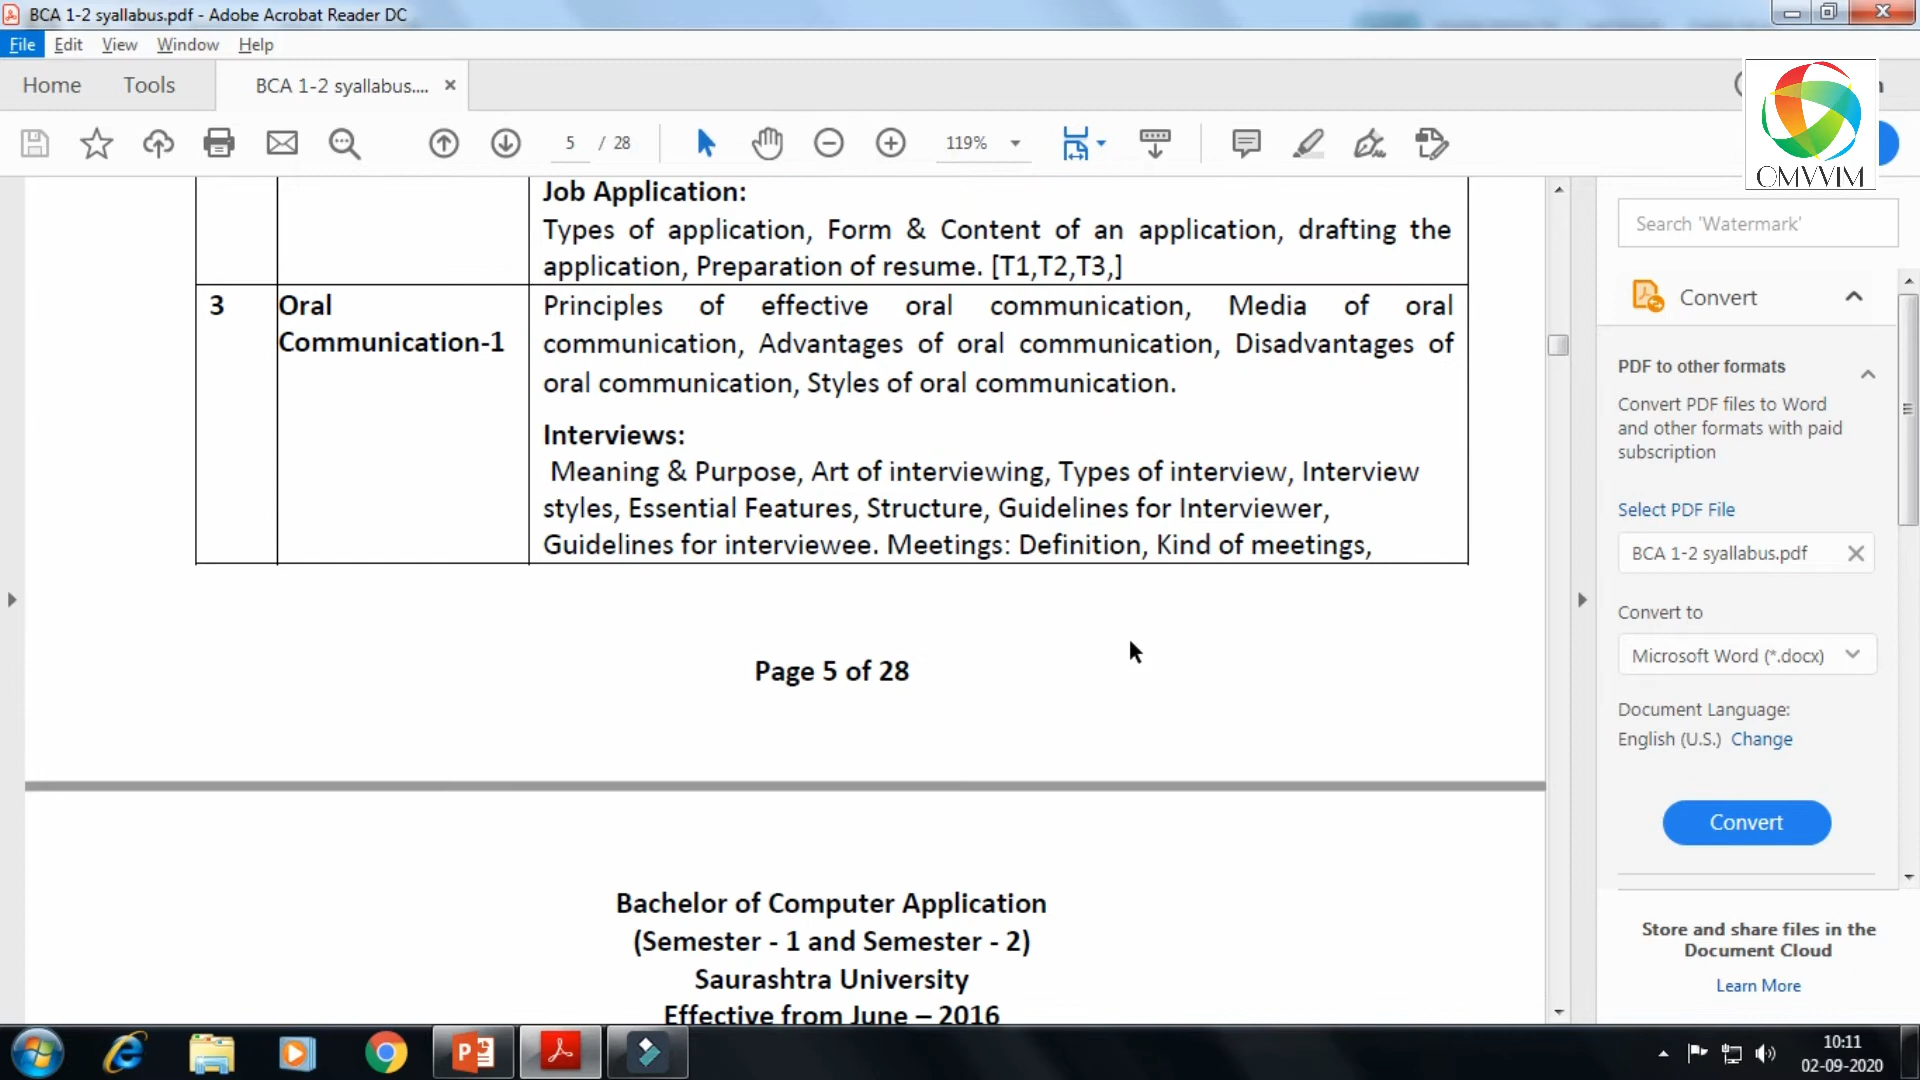 BCA 1-2 syallabus.pdf - Adobe Acrobat Reader DC
File Edit View Window Help
Home Tools BCA 1-2 syallabus....
5 / 28 119%
OMVVIM
Job Application:
Types of application, Form & Content of an application, drafting the
application, Preparation of resume. [T1,T2,T3,]
3 Oral Communication-1
Principles of effective oral communication, Media of oral
communication, Advantages of oral communication, Disadvantages of
oral communication, Styles of oral communication.
Interviews:
Meaning & Purpose, Art of interviewing, Types of interview, Interview
styles, Essential Features, Structure, Guidelines for Interviewer,
Guidelines for interviewee. Meetings: Definition, Kind of meetings,
Page 5 of 28
Bachelor of Computer Application
(Semester - 1 and Semester - 2)
Saurashtra University
Effective from June – 2016
Search 'Watermark'
Convert
PDF to other formats
Convert PDF files to Word
and other formats with paid
subscription
Select PDF File
BCA 1-2 syallabus.pdf
Convert to
Microsoft Word (*.docx)
Document Language:
English (U.S.) Change
Convert
Store and share files in the
Document Cloud
Learn More
10:11
02-09-2020